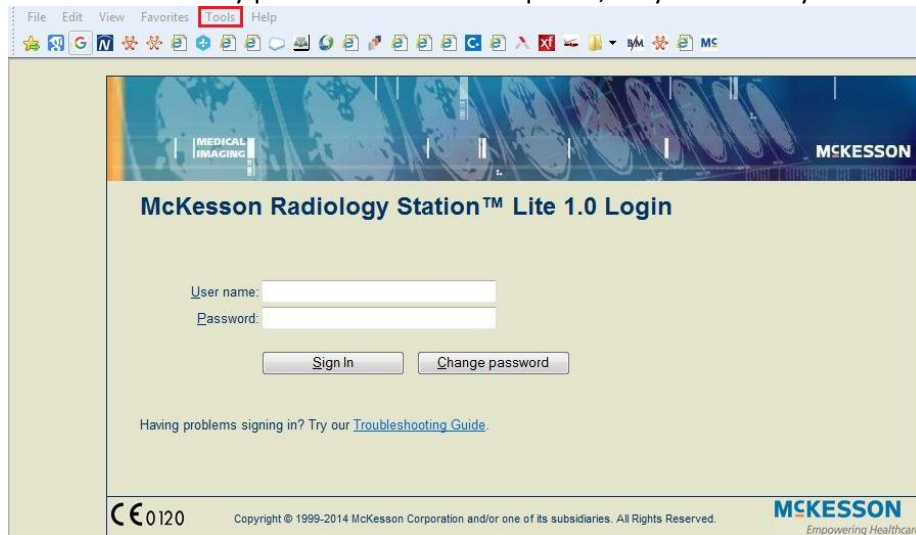 File Edit View Favorites Tools Help
MEDICAL
IMAGING
MCKESSON
McKesson Radiology Station™ Lite 1.0 Login
User name:
Password:
Sign In Change password
Having problems signing in? Try our Troubleshooting Guide.
CE0120 Copyright © 1999-2014 McKesson Corporation and/or one of its subsidiaries. All Rights Reserved. MCKESSON
Empowering Healthcar